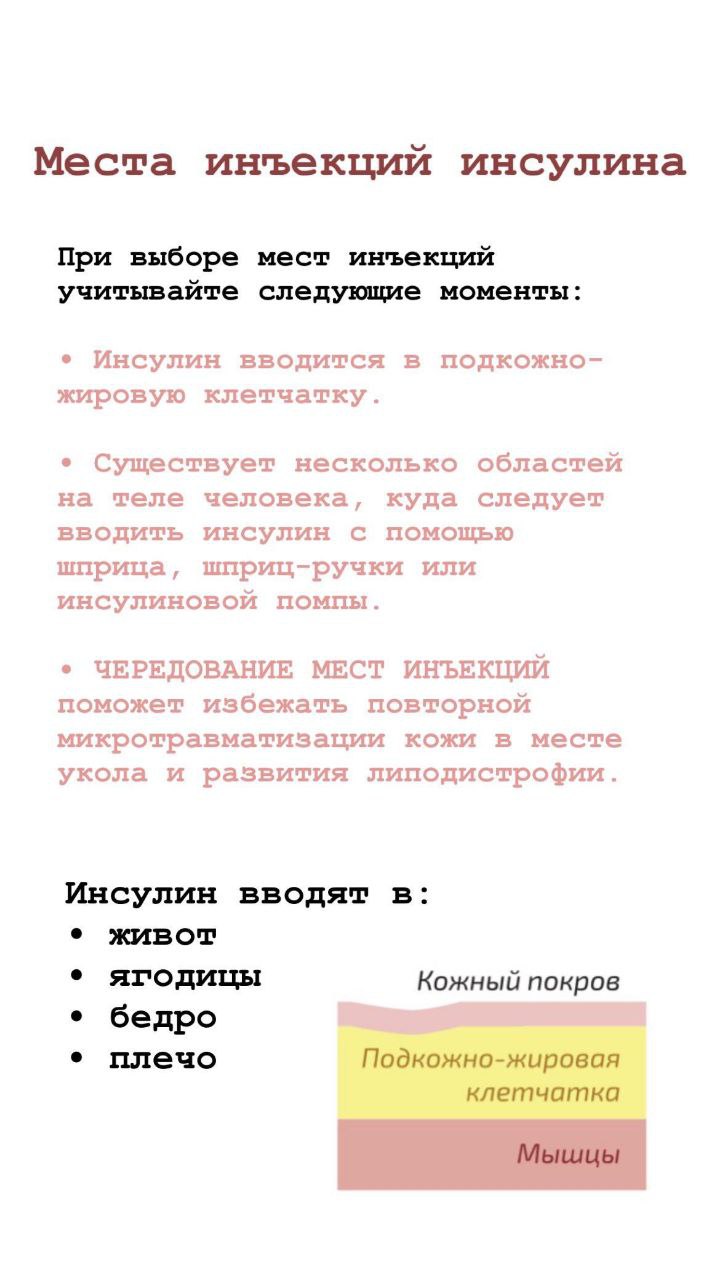 Места инъекций инсулина
При выборе мест инъекций
учитывайте следующие моменты:
• Инсулин вводится в подкожно-
жировую клетчатку.
• Существует несколько областей
на теле человека, куда следует
вводить инсулин с помощью
шприца, шприц-ручки или
инсулиновой помпы.
• ЧЕРЕДОВАНИЕ МЕСТ ИНЪЕКЦИЙ
поможет избежать повторной
микротравматизации кожи в месте
укола и развития липодистрофии.
Инсулин вводят в:
• живот
• ягодицы
• бедро
• плечо
Кожный покров
Подкожно-жировая
клетчатка
Мышцы